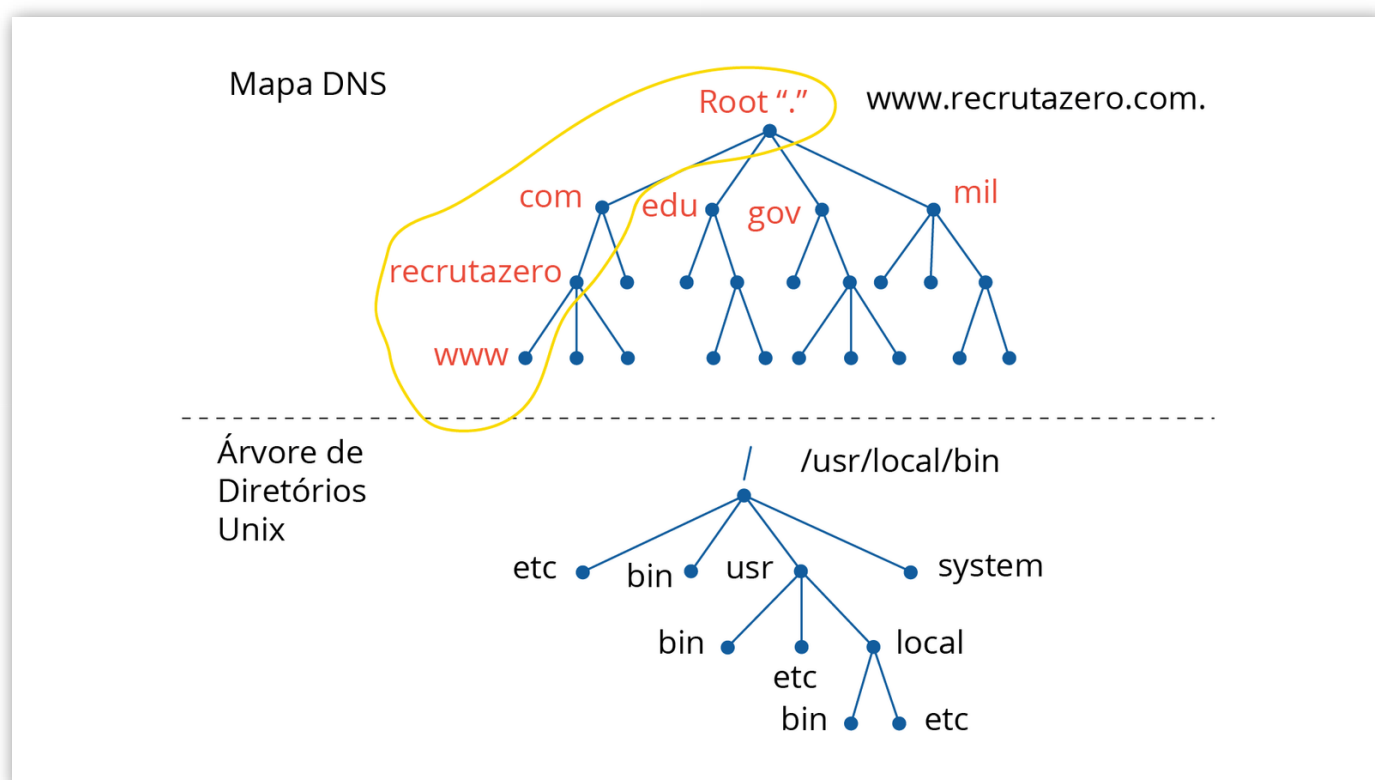 Mapa DNS
Root “.”
www.recrutazero.com.
com
edu
gov
mil
recrutazero
www
Árvore de
Diretórios
Unix
/
/usr/local/bin
etc
bin
usr
system
bin
etc
local
bin
etc